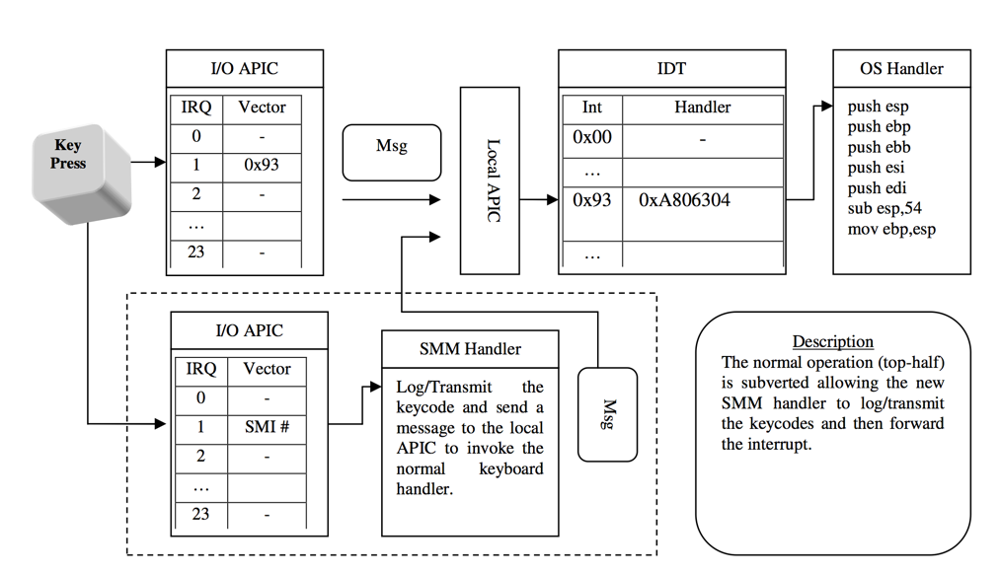 Key
Press
I/O APIC
IRQ Vector
0 -
1 0x93
2 -
...
23 -
Msg
Local APIC
IDT
Int Handler
0x00 -
...
0x93 0xA806304
...
OS Handler
push esp
push ebp
push ebb
push esi
push edi
sub esp,54
mov ebp,esp
I/O APIC
IRQ Vector
0 -
1 SMI #
2 -
...
23 -
SMM Handler
Log/Transmit the
keycode and send a
message to the local
APIC to invoke the
normal keyboard
handler.
Msg
Description
The normal operation (top-half)
is subverted allowing the new
SMM handler to log/transmit
the keycodes and then forward
the interrupt.